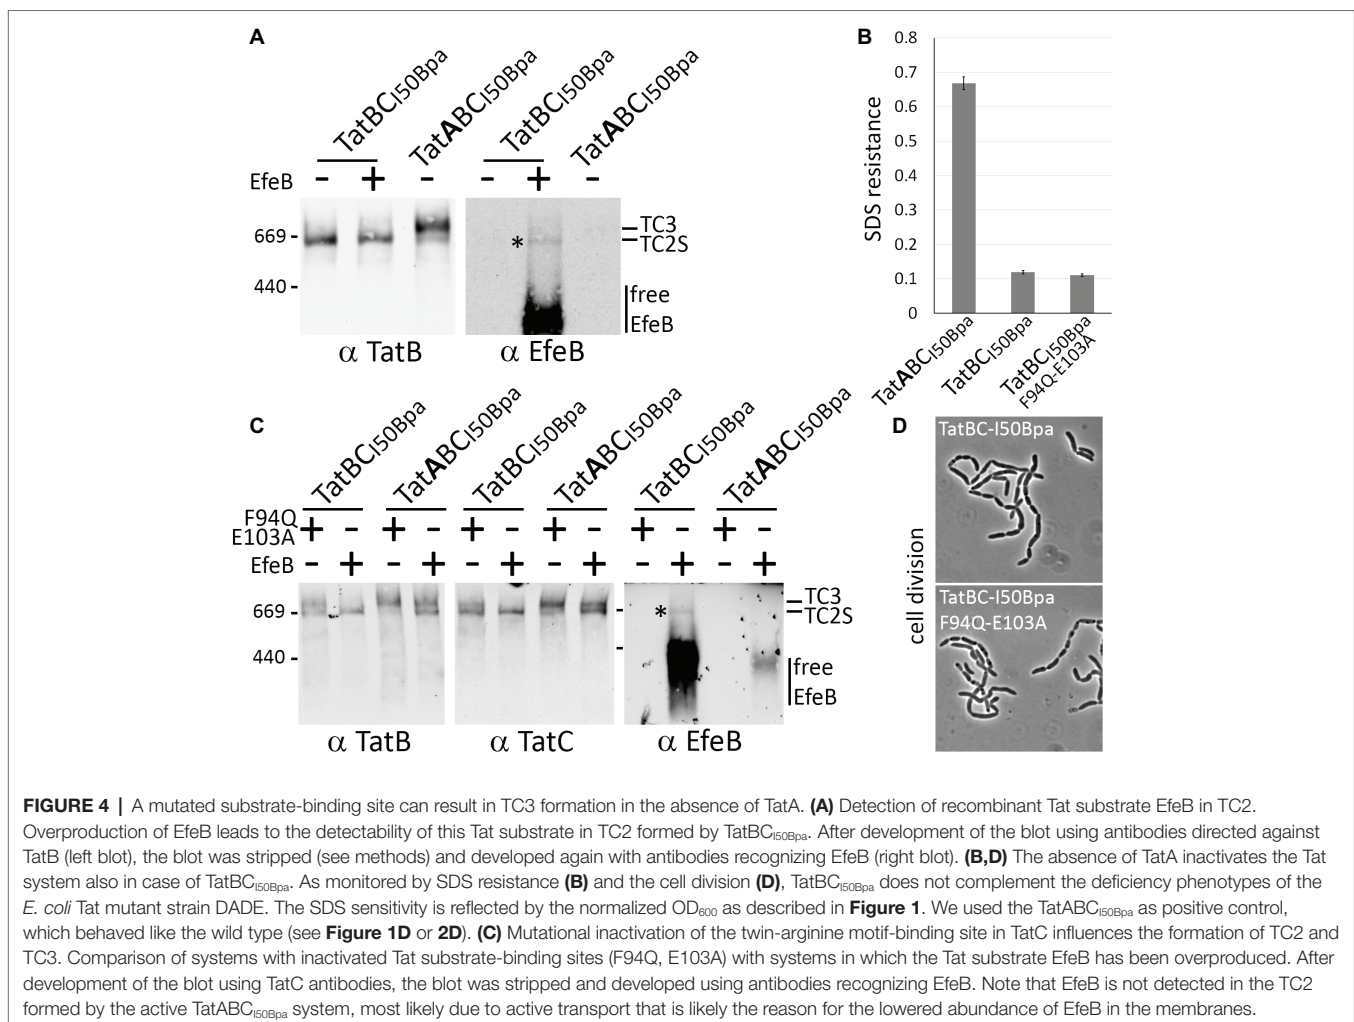 A
TatBCI50Bpa
TatABCI50Bpa
TatBCI50Bpa
TatABCI50Bpa
EfeB - + - - + -
669 -
440 -
*
TC3
TC2S
free
EfeB
α TatB
α EfeB
B
SDS resistance
0.8
0.7
0.6
0.5
0.4
0.3
0.2
0.1
0
TatABCI50Bpa
TatBCI50Bpa
TatBCI50Bpa
F94Q-E103A
C
TatBCI50Bpa
TatABCI50Bpa
TatBCI50Bpa
TatABCI50Bpa
TatBCI50Bpa
TatABCI50Bpa
F94Q
E103A + - + - + - + - + - + -
EfeB - + - + - + - + - + - +
669 -
440 -
*
TC3
TC2S
free
EfeB
α TatB
α TatC
α EfeB
D
cell division
TatBC-I50Bpa
TatBC-I50Bpa
F94Q-E103A
FIGURE 4 | A mutated substrate-binding site can result in TC3 formation in the absence of TatA. (A) Detection of recombinant Tat substrate EfeB in TC2.
Overproduction of EfeB leads to the detectability of this Tat substrate in TC2 formed by TatBCI50Bpa. After development of the blot using antibodies directed against
TatB (left blot), the blot was stripped (see methods) and developed again with antibodies recognizing EfeB (right blot). (B,D) The absence of TatA inactivates the Tat
system also in case of TatBCI50Bpa. As monitored by SDS resistance (B) and the cell division (D), TatBCI50Bpa does not complement the deficiency phenotypes of the
E. coli Tat mutant strain DADE. The SDS sensitivity is reflected by the normalized OD600 as described in Figure 1. We used the TatABCI50Bpa as positive control,
which behaved like the wild type (see Figure 1D or 2D). (C) Mutational inactivation of the twin-arginine motif-binding site in TatC influences the formation of TC2 and
TC3. Comparison of systems with inactivated Tat substrate-binding sites (F94Q, E103A) with systems in which the Tat substrate EfeB has been overproduced. After
development of the blot using TatC antibodies, the blot was stripped and developed using antibodies recognizing EfeB. Note that EfeB is not detected in the TC2
formed by the active TatABCI50Bpa system, most likely due to active transport that is likely the reason for the lowered abundance of EfeB in the membranes.